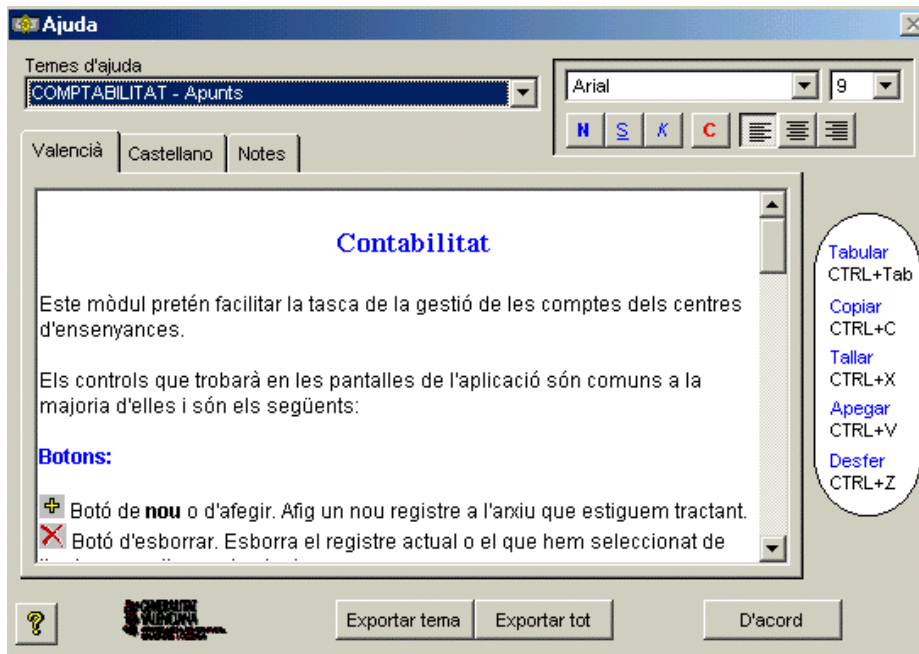 Ajuda
Temes d'ajuda
COMPTABILITAT - Apunts
Arial
9
N S K C
Valencià Castellano Notes
Contabilitat
Este mòdul pretén facilitar la tasca de la gestió de les comptes dels centres
d'ensenyances.
Els controls que trobarà en les pantalles de l'aplicació són comuns a la
majoria d'elles i són els següents:
Botons:
Botó de nou o d'afegir. Afig un nou registre a l'arxiu que estiguem tractant.
Botó d'esborrar. Esborra el registre actual o el que hem seleccionat de
Tabular
CTRL+Tab
Copiar
CTRL+C
Tallar
CTRL+X
Apegar
CTRL+V
Desfer
CTRL+Z
?
GENERALITAT
VALENCIANA
Exportar tema Exportar tot D'acord